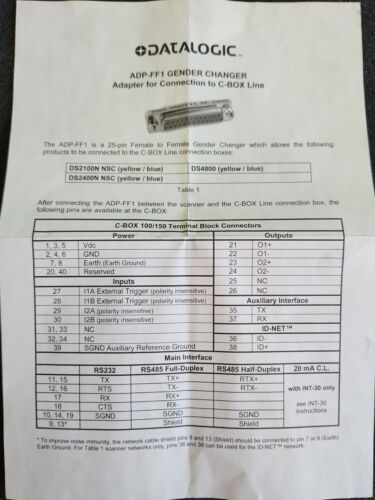 DATALOGIC™
ADP-FF1 GENDER CHANGER
Adapter for Connection to C-BOX Line
The ADP-FF1 is a 25-pin Female to Female Gender Changer which allows the following
products to be connected to the C-BOX Line connection boxes:
DS2100N NSC (yellow / blue) DS4800 (yellow / blue)
DS2400N NSC (yellow / blue)
Table 1
After connecting the ADP-FF1 between the scanner and the C-BOX Line connection box, the
following pins are available at the C-BOX:
C-BOX 100/150 Terminal Block Connectors
Power Outputs
1, 3, 5 Vdc 21 O1+
2, 4, 6 GND 22 O1-
7, 8 Earth (Earth Ground) 23 O2+
20, 40 Reserved 24 O2-
Inputs 25 NC
27 I1A External Trigger (polarity insensitive) 26 NC
28 I1B External Trigger (polarity insensitive) Auxiliary Interface
29 I2A (polarity insensitive) 35 TX
30 I2B (polarity insensitive) 37 RX
31, 33 NC ID-NET™
32, 34 NC 36 ID-
39 SGND Auxiliary Reference Ground 38 ID+
Main Interface
RS232 RS485 Full-Duplex RS485 Half-Duplex 20 mA C.L.
11, 15 TX TX+ RTX+
12, 16 RTS TX- RTX- with INT-30 only
17 RX RX+
18 CTS RX- see INT-30
10, 14, 19 SGND SGND SGND instructions
9, 13* Shield Shield
* To improve noise immunity, the network cable shield pins 9 and 13 (Shield) should be connected to pin 7 or 8 (Earth)
Earth Ground. For Table 1 scanner networks only, pins 36 and 38 can be used for the ID-NET™ network.